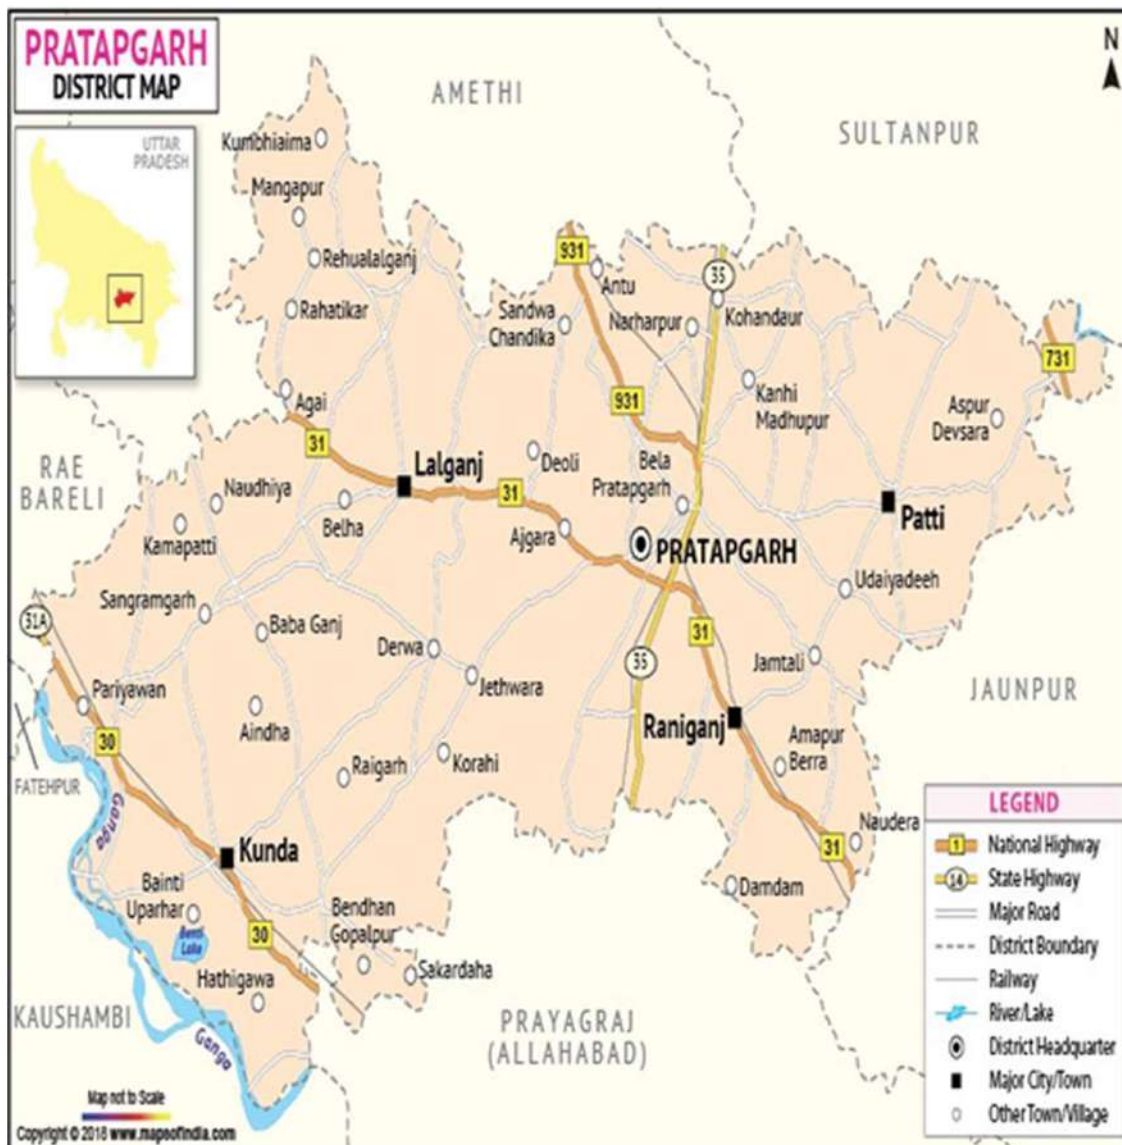 PRATAPGARH
DISTRICT MAP
UTTAR
PRADESH
N
AMETHI
SULTANPUR
Kumbhiaima
Mangapur
Rehualalganj
Rahatikar
Agai
931
Antu
35
Sandwa
Chandika
Narharpur
Kohandaur
731
931
Kanhi
Madhupur
Aspur
Devsara
RAE
BARELI
31
Lalganj
Deoli
Bela
Pratapgarh
31
Naudhiya
Belha
Kamapatti
Ajgara
Patti
PRATAPGARH
Sangramgarh
Udaiyadeeh
31A
Baba Ganj
Derwa
31
35
Jamtali
Pariyawan
Jethwara
JAUNPUR
Aindha
Raniganj
30
Raigarh
Korahi
Amapur
Berra
FATEHPUR
Ganga
Kunda
31
Naudera
Bainti
Uparhar
Bendhan
Gopalpur
Damdam
30
Benti
Lake
Hathigawa
Sakardaha
KAUSHAMBI
Ganga
PRAYAGRAJ
(ALLAHABAD)
LEGEND
1 National Highway
14 State Highway
Major Road
District Boundary
Railway
River/Lake
District Headquarter
Major City/Town
Other Town/Village
Map not to Scale
Copyright © 2018 www.mapsofindia.com